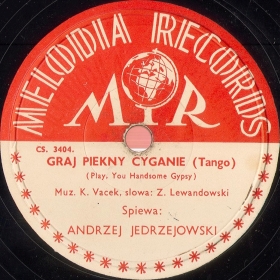 MELODIA RECORDS
MIR
CS. 3404.
GRAJ PIEKNY CYGANIE (Tango)
(Play, You Handsome Gypsy)
Muz. K. Vacek, slowa: Z. Lewandowski
Spiewa:
ANDRZEJ JEDRZEJOWSKI